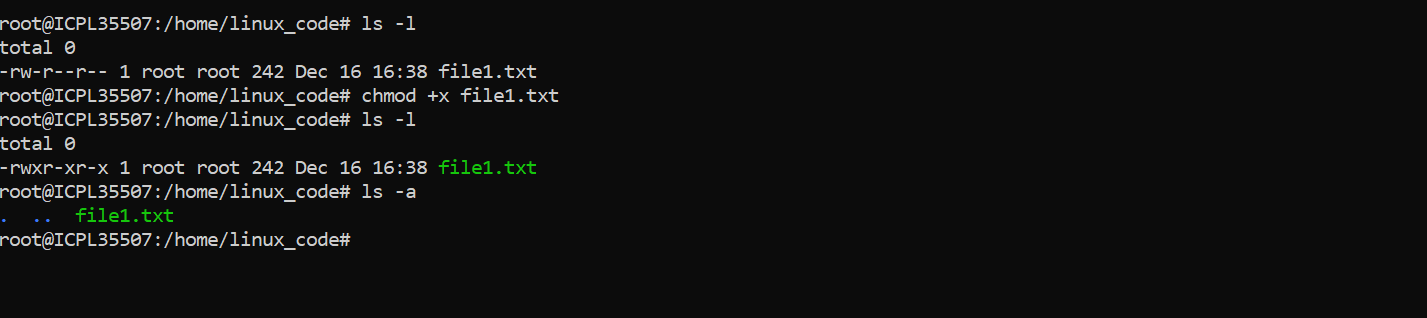 root@ICPL35507:/home/linux_code# ls -l
total 0
-rw-r--r-- 1 root root 242 Dec 16 16:38 file1.txt
root@ICPL35507:/home/linux_code# chmod +x file1.txt
root@ICPL35507:/home/linux_code# ls -l
total 0
-rwxr-xr-x 1 root root 242 Dec 16 16:38 file1.txt
root@ICPL35507:/home/linux_code# ls -a
.  ..  file1.txt
root@ICPL35507:/home/linux_code#